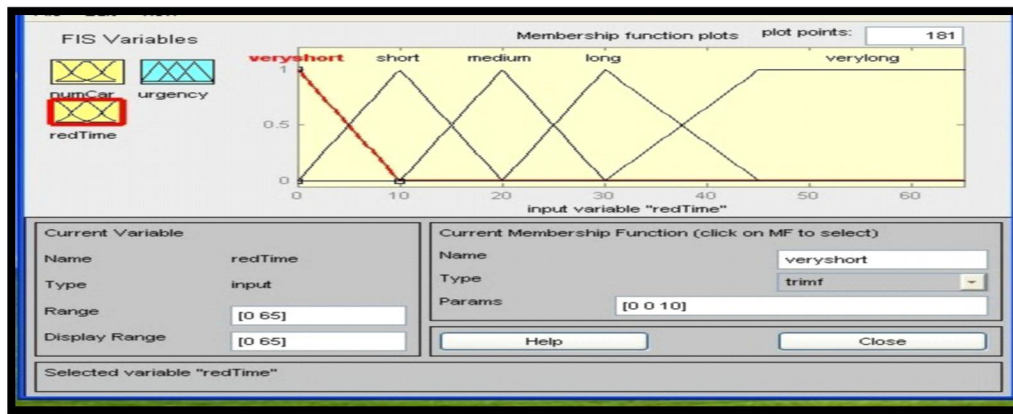 FIS Variables
Membership function plots
plot points:
181
numCar
urgency
redTime
veryshort
short
medium
long
verylong
1
0.5
0
0
10
20
30
40
50
60
input variable "redTime"
Current Variable
Name
redTime
Type
input
Range
[0 65]
Display Range
[0 65]
Current Membership Function (click on MF to select)
Name
veryshort
Type
trimf
Params
[0 0 10]
Help
Close
Selected variable "redTime"